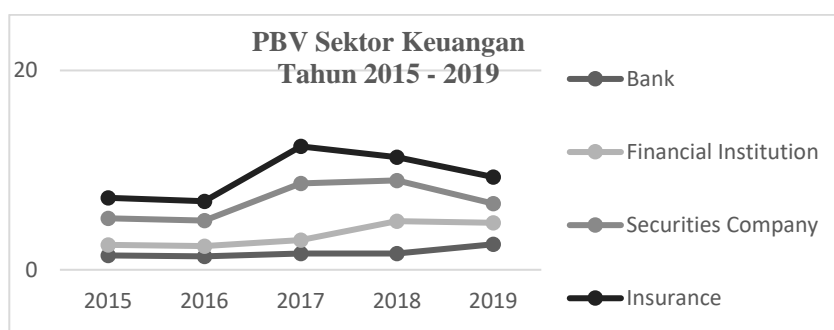 PBV Sektor Keuangan
Tahun 2015 - 2019
20
0
2015 2016 2017 2018 2019
Bank
Financial Institution
Securities Company
Insurance